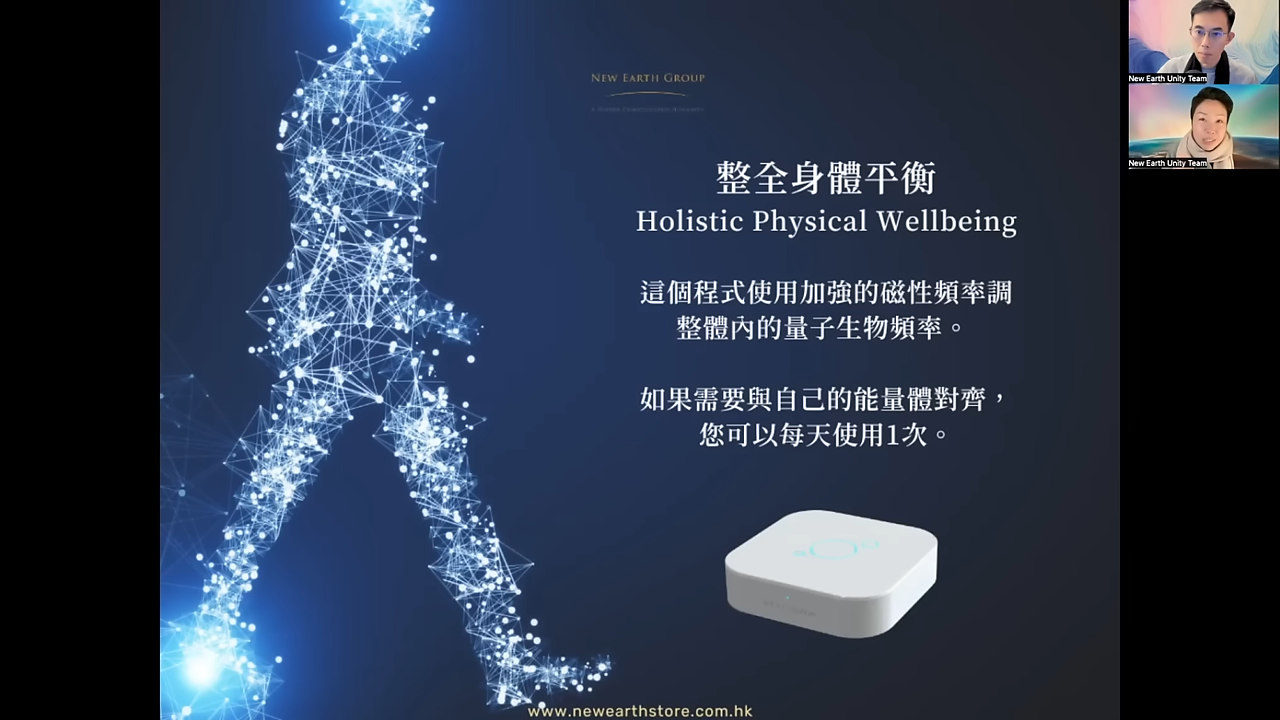 NEW EARTH GROUP
整全身體平衡
Holistic Physical Wellbeing
這個程式使用加強的磁性頻率調
整體內的量子生物頻率。
如果需要與自己的能量體對齊，
您可以每天使用1次。
www.newearthstore.com.hk
New Earth Unity Team
New Earth Unity Team